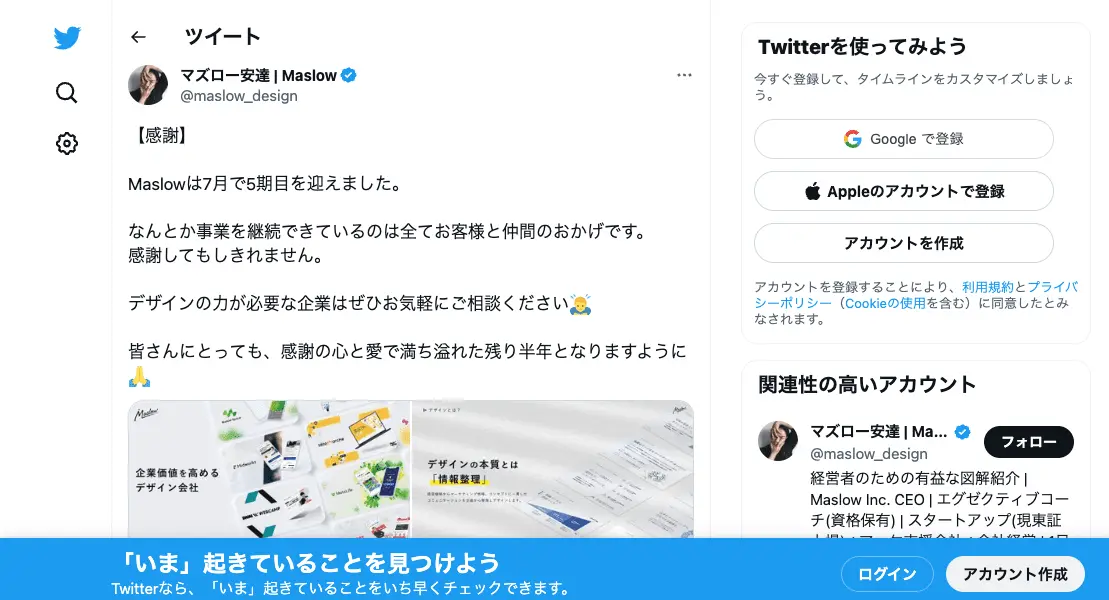 ツイート
マズロー安達 | Maslow
@maslow_design
【感謝】
Maslowは7月で5期目を迎えました。
なんとか事業を継続できているのは全てお客様と仲間のおかげです。
感謝してもしきれません。
デザインの力が必要な企業はぜひお気軽にご相談ください🙇‍♂️
皆さんにとっても、感謝の心と愛で満ち溢れた残り半年となりますように
🙏
Maslow
企業価値を高める
デザイン会社
▶デザインとは?
Maslow
デザインの本質とは
「情報整理」
Twitterを使ってみよう
今すぐ登録して、タイムラインをカスタマイズしましょ
う。
Google で登録
Appleのアカウントで登録
アカウントを作成
アカウントを登録することにより、利用規約とプライバ
シーポリシー（Cookieの使用を含む）に同意したとみ
なされます。
関連性の高いアカウント
マズロー安達 | Ma...
@maslow_design
フォロー
経営者のための有益な図解紹介 |
Maslow Inc. CEO | エグゼクティブコー
チ(資格保有) | スタートアップ(現東証
「いま」起きていることを見つけよう
Twitterなら、「いま」起きていることをいち早くチェックできます。
ログイン
アカウント作成